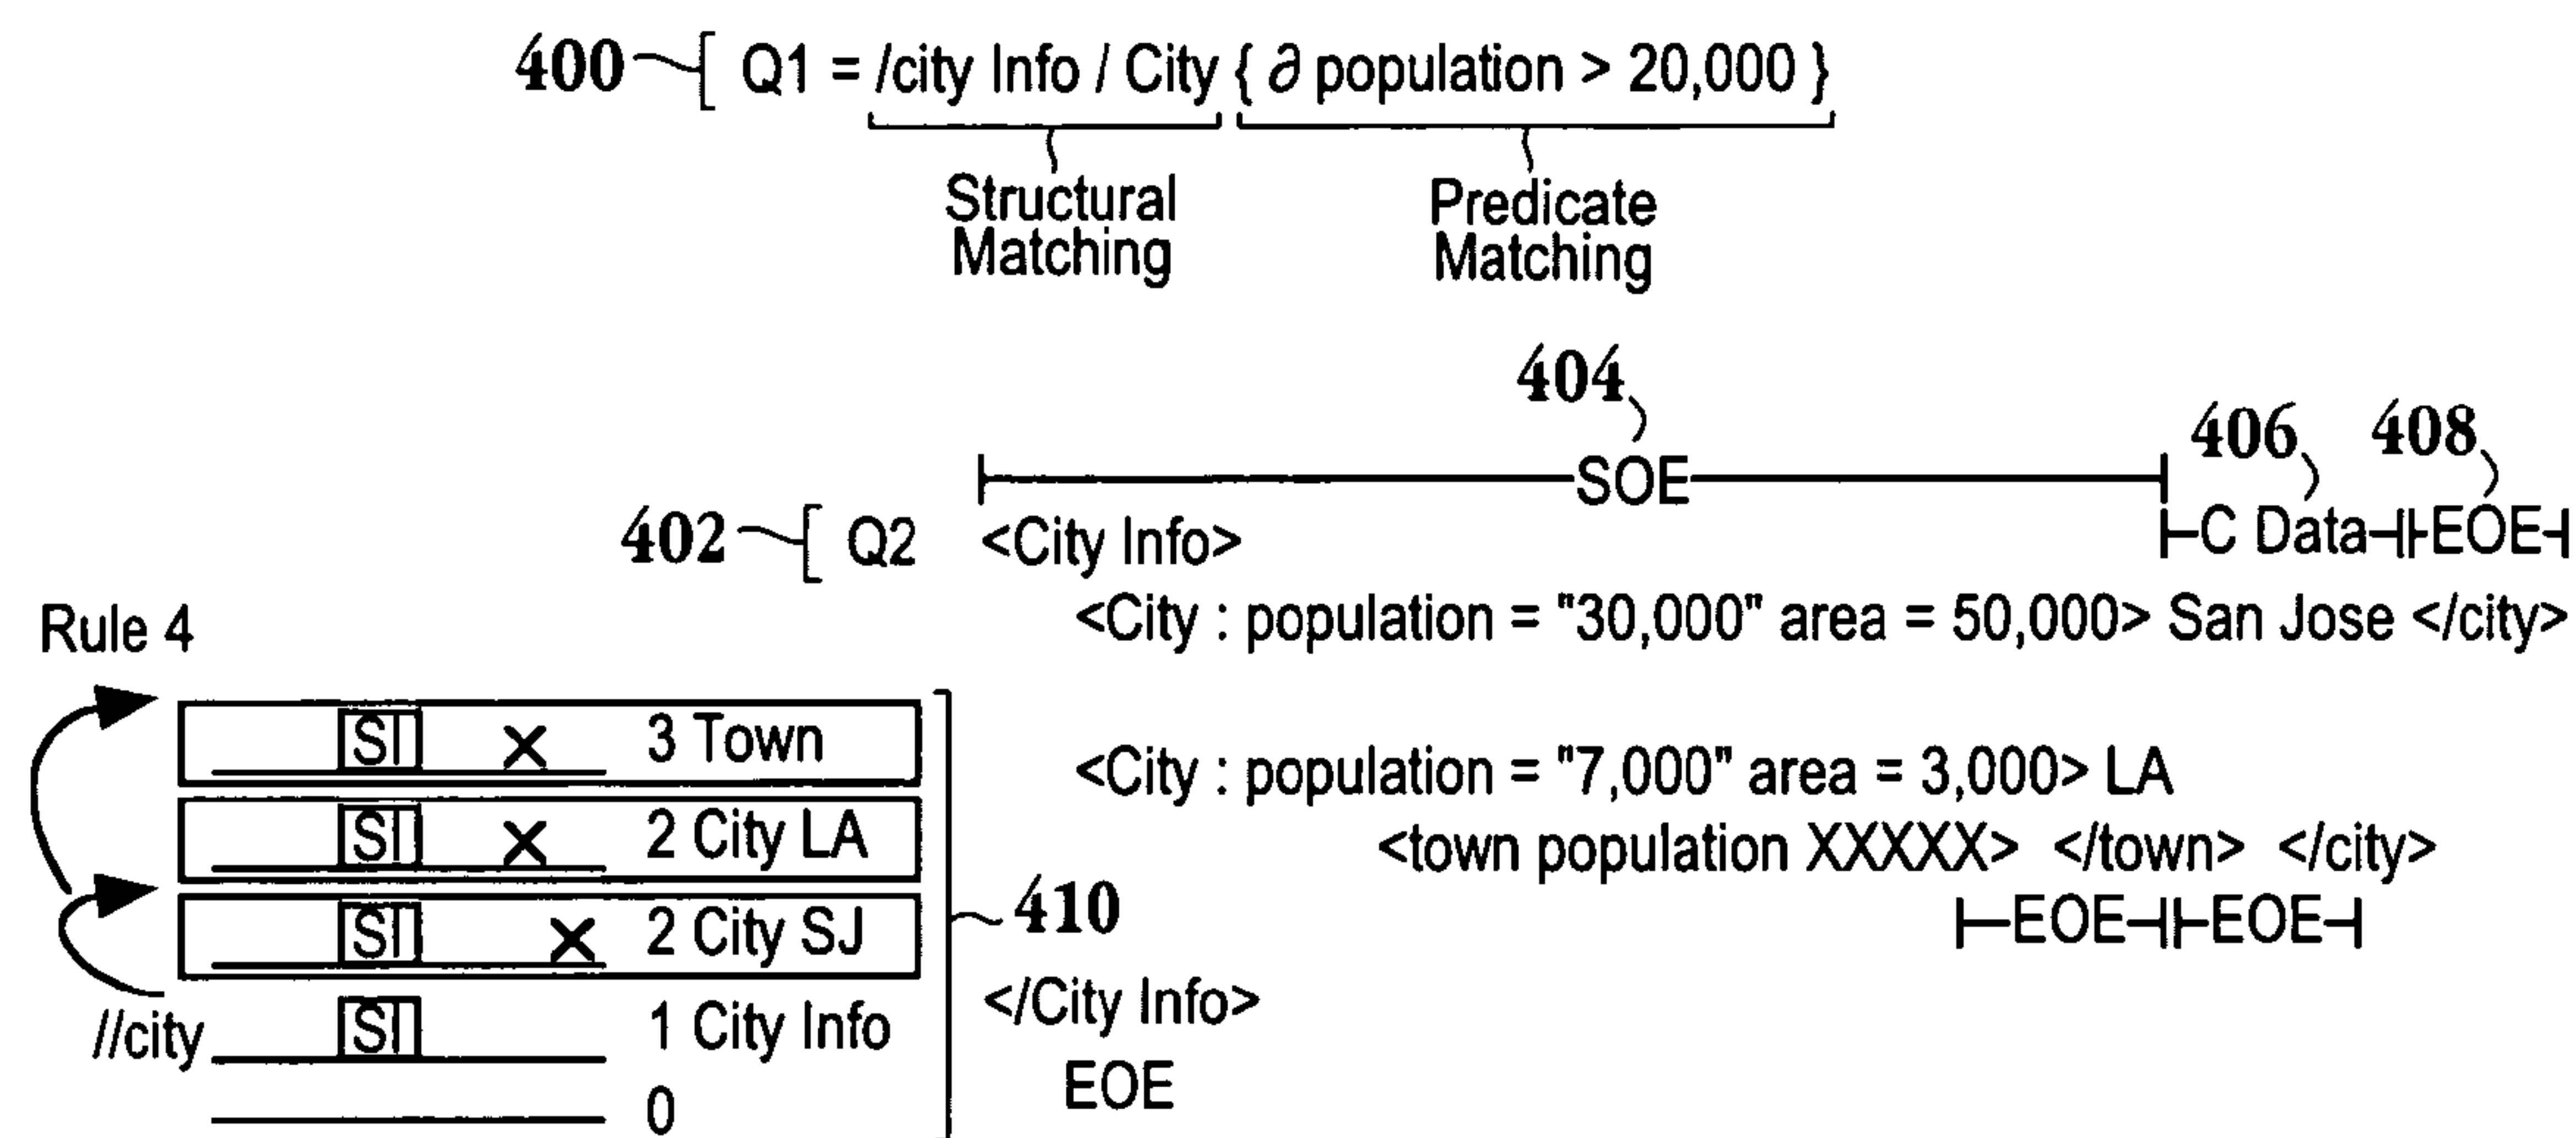 400 Q1 = /city Info / City { ∂ population > 20,000 }
Structural Matching
Predicate Matching
404
SOE
406 408
C Data EOE
402 Q2 <City Info>
<City : population = "30,000" area = 50,000> San Jose </city>
Rule 4
SI × 3 Town
<City : population = "7,000" area = 3,000> LA
SI × 2 City LA
<town population XXXXX> </town> </city>
SI × 2 City SJ
410
EOE EOE
//city SI 1 City Info
</City Info>
EOE
0